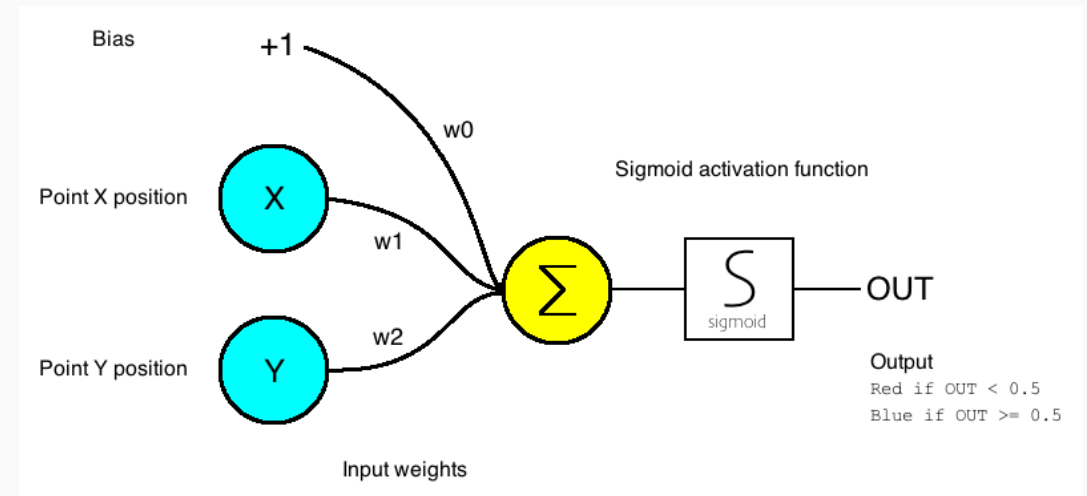 Bias
+1
w0
Sigmoid activation function
Point X position
X
w1
Σ
S
sigmoid
OUT
w2
Point Y position
Y
Output
Red if OUT < 0.5
Blue if OUT >= 0.5
Input weights